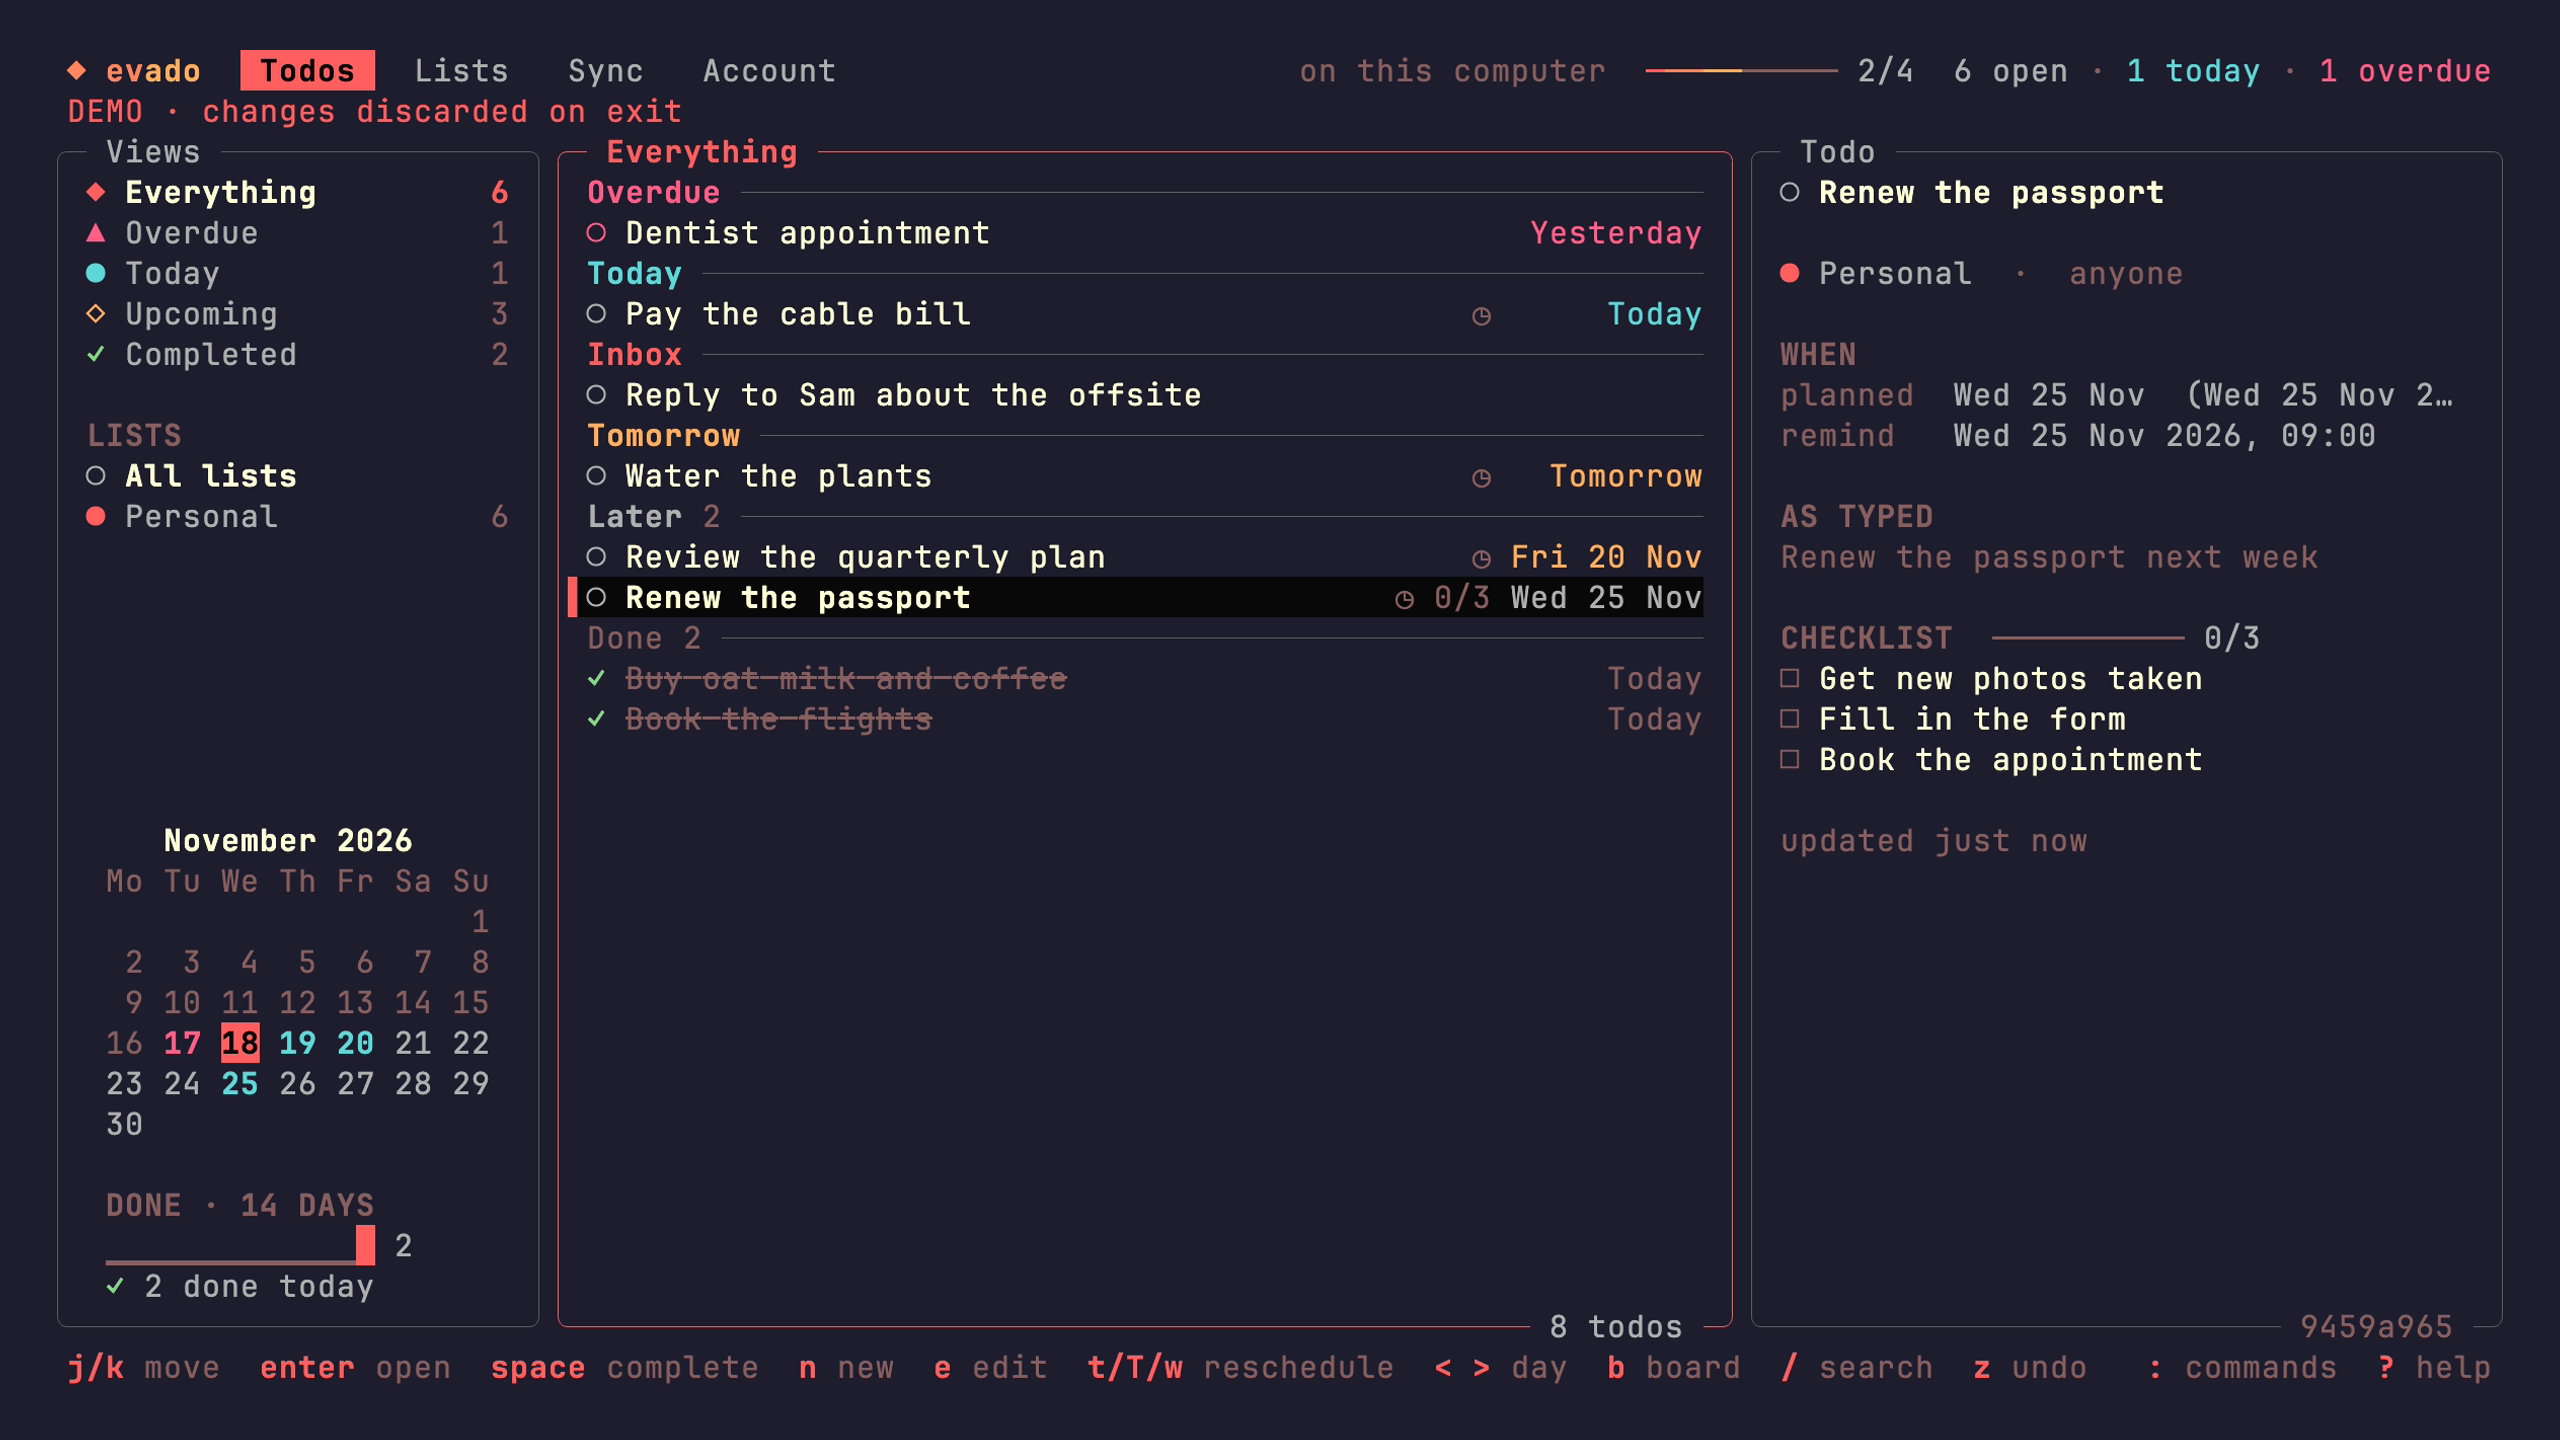 ◆ evado Todos Lists Sync Account on this computer 2/4 6 open · 1 today · 1 overdue
DEMO · changes discarded on exit
Views
◆ Everything 6
▲ Overdue 1
● Today 1
◇ Upcoming 3
✓ Completed 2
LISTS
○ All lists
● Personal 6
November 2026
Mo Tu We Th Fr Sa Su
1
2 3 4 5 6 7 8
9 10 11 12 13 14 15
16 17 18 19 20 21 22
23 24 25 26 27 28 29
30
DONE · 14 DAYS
2
✓ 2 done today
Everything
Overdue
○ Dentist appointment Yesterday
Today
○ Pay the cable bill ◷ Today
Inbox
○ Reply to Sam about the offsite
Tomorrow
○ Water the plants ◷ Tomorrow
Later 2
○ Review the quarterly plan ◷ Fri 20 Nov
○ Renew the passport ◷ 0/3 Wed 25 Nov
Done 2
✓ Buy oat milk and coffee Today
✓ Book the flights Today
8 todos
Todo
○ Renew the passport
● Personal · anyone
WHEN
planned Wed 25 Nov (Wed 25 Nov 2…
remind Wed 25 Nov 2026, 09:00
AS TYPED
Renew the passport next week
CHECKLIST 0/3
□ Get new photos taken
□ Fill in the form
□ Book the appointment
updated just now
9459a965
j/k move enter open space complete n new e edit t/T/w reschedule < > day b board / search z undo : commands ? help